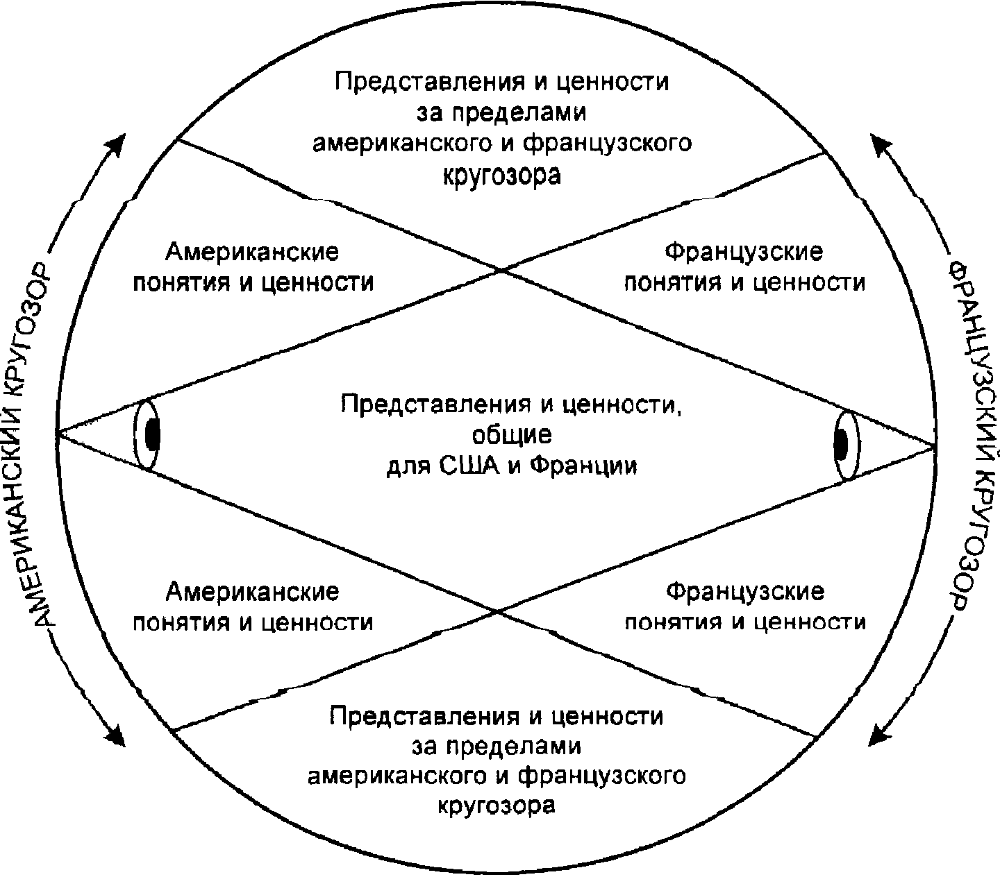 Представления и ценности
за пределами
американского и французского
кругозора
Американские
понятия и ценности
Французские
понятия и ценности
АМЕРИКАНСКИЙ КРУГОЗОР
Представления и ценности,
общие
для США и Франции
ФРАНЦУЗСКИЙ КРУГОЗОР
Американские
понятия и ценности
Французские
понятия и ценности
Представления и ценности
за пределами
американского и французского
кругозора